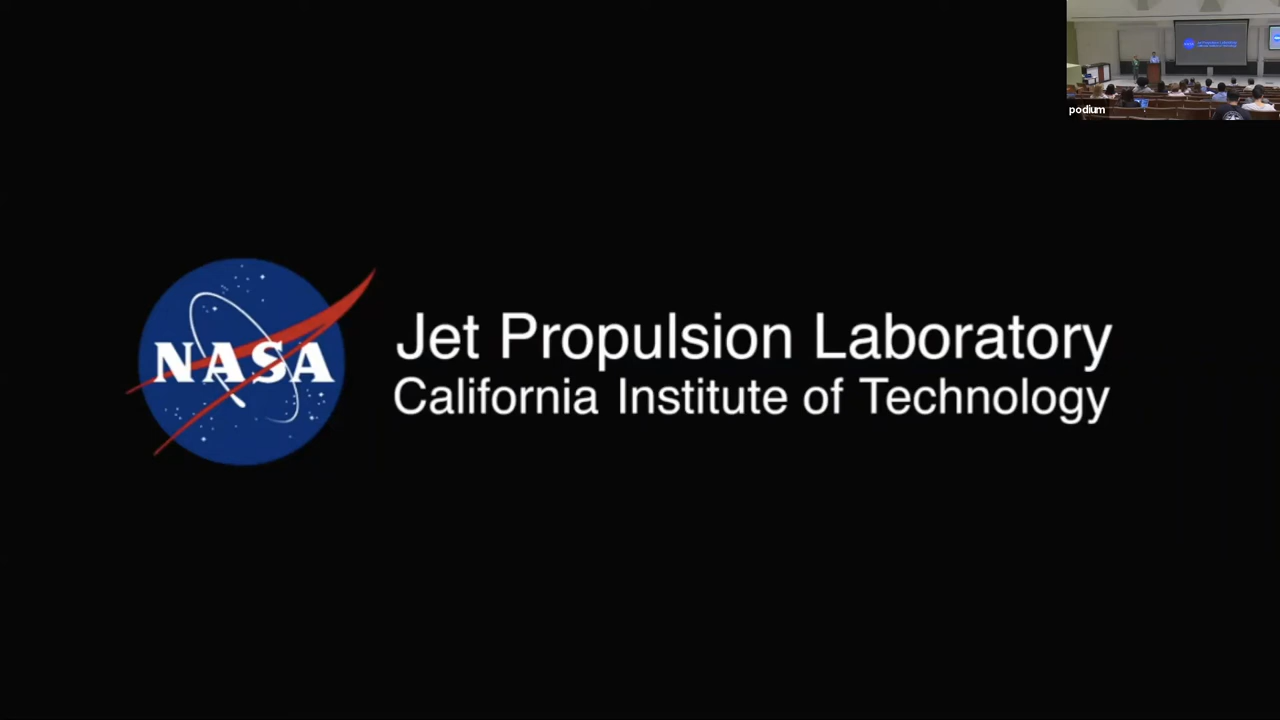 podium
NASA
Jet Propulsion Laboratory
California Institute of Technology